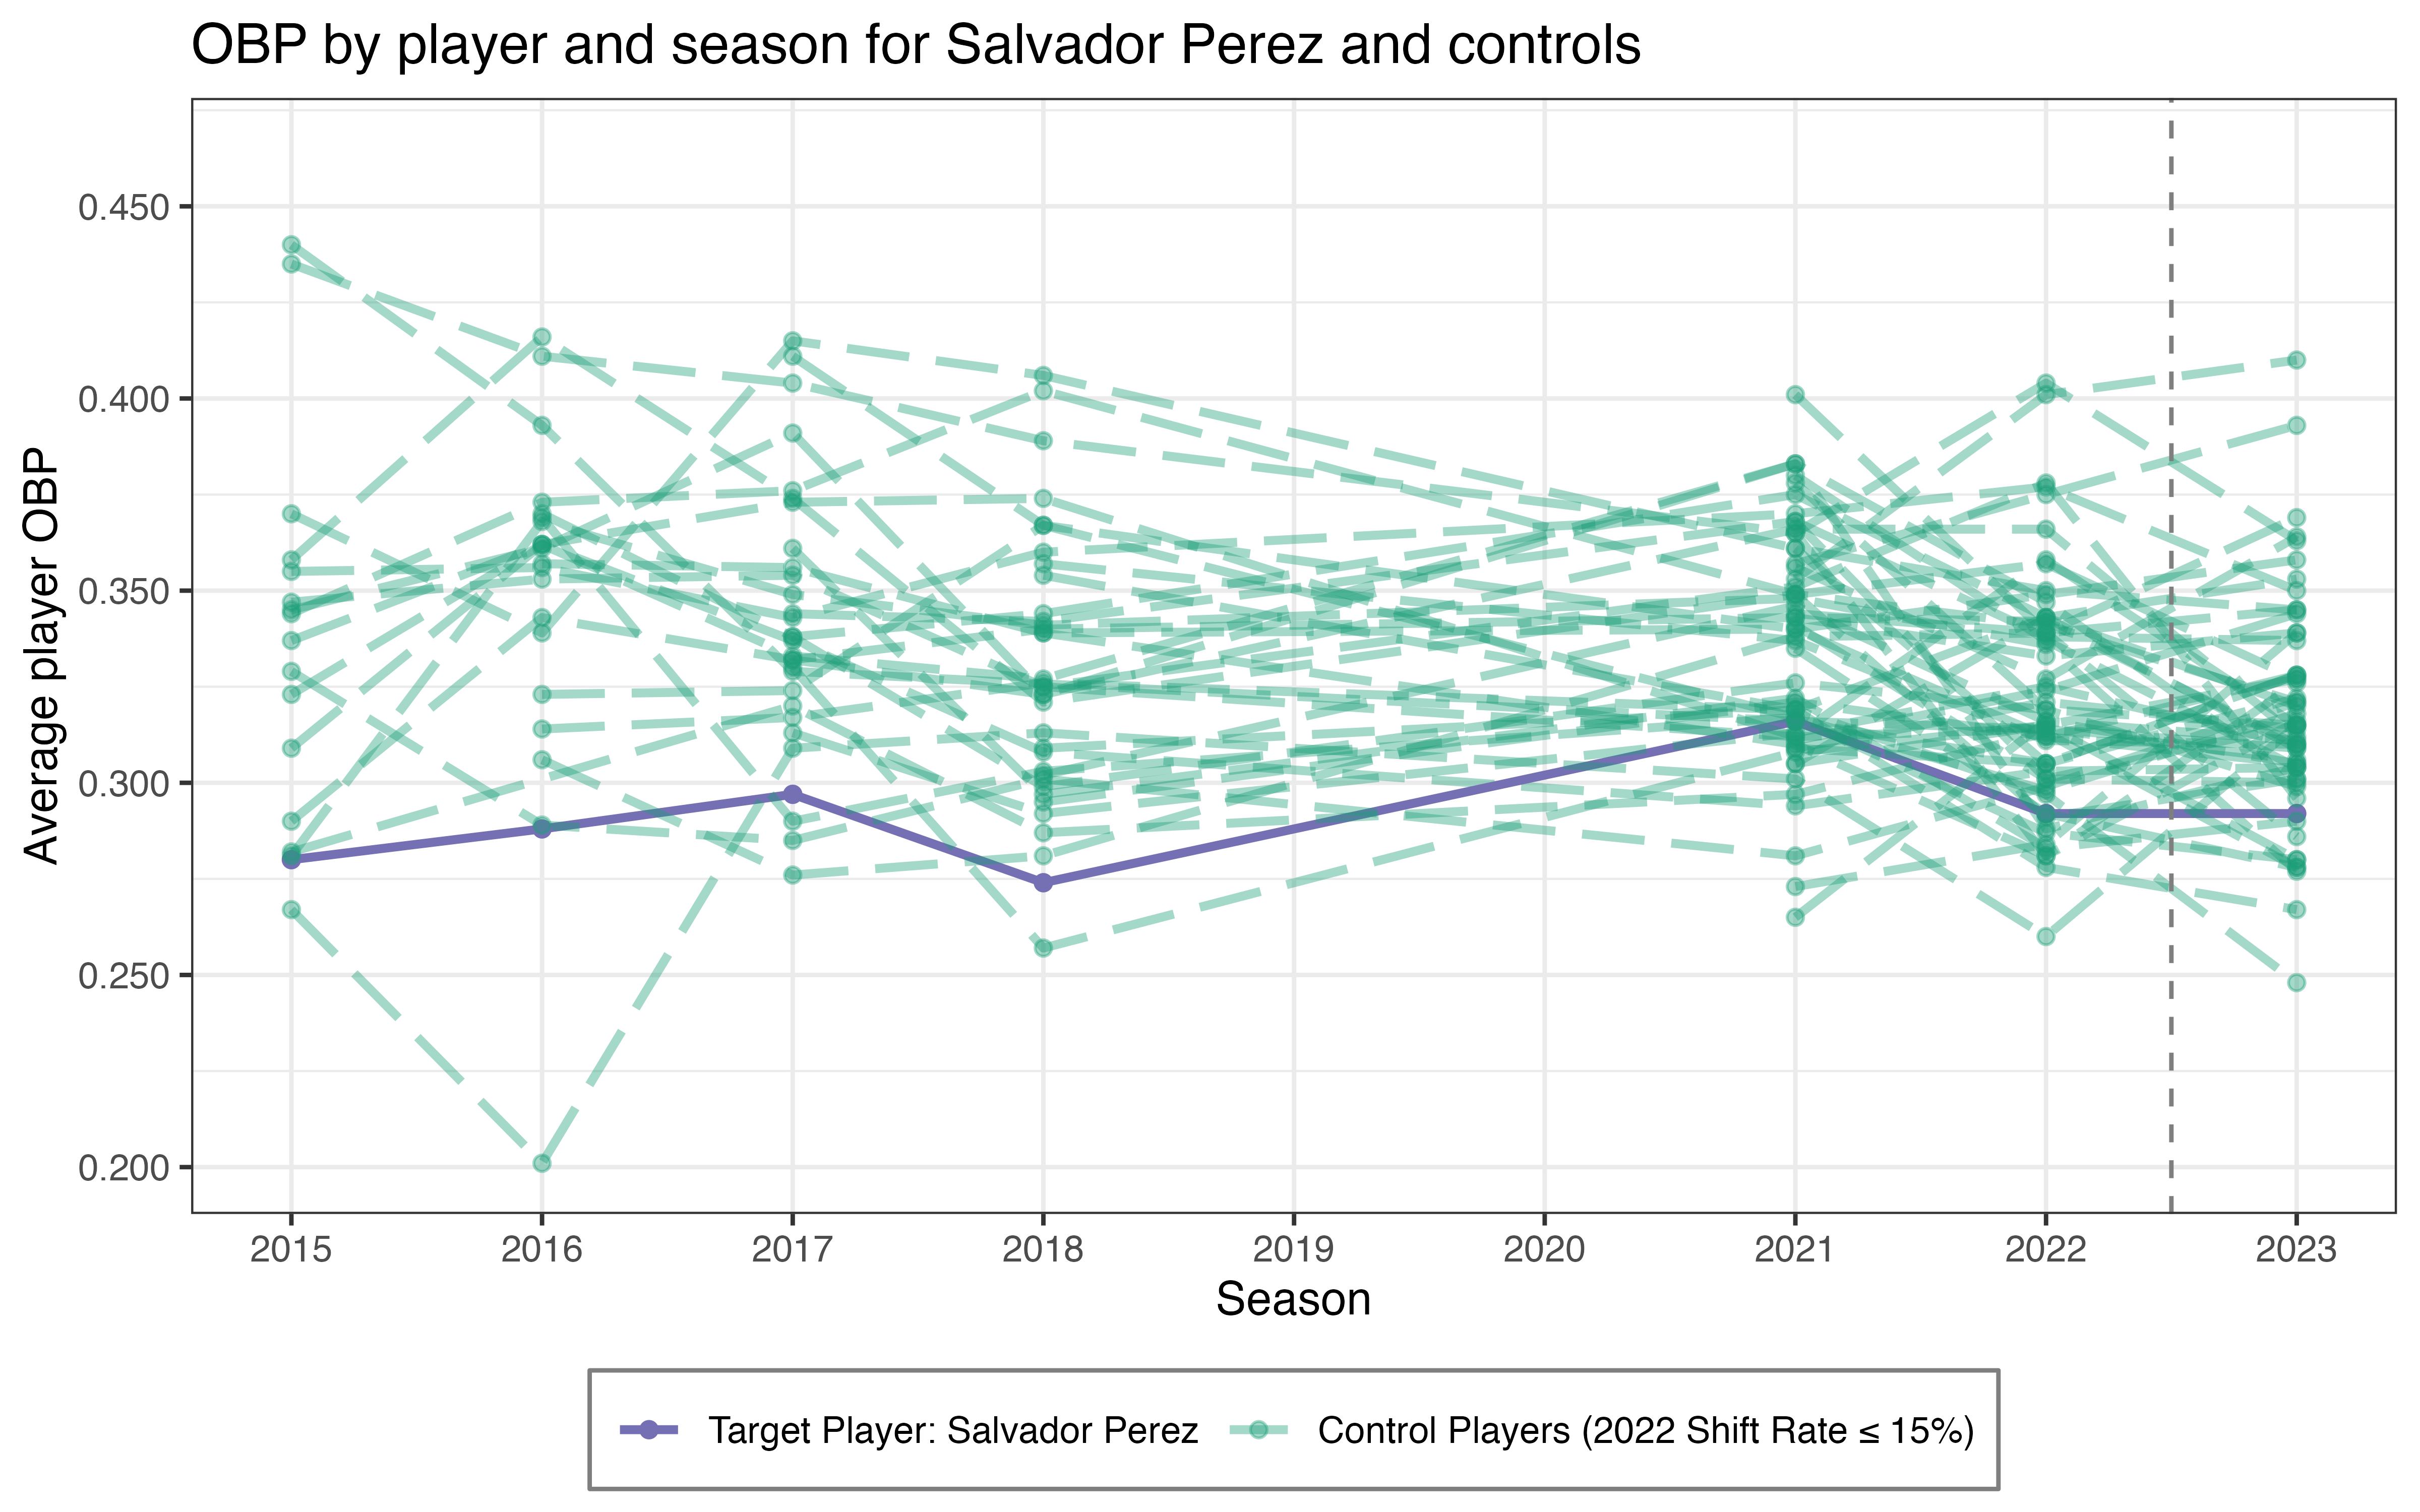 OBP by player and season for Salvador Perez and controls
Average player OBP
0.450
0.400
0.350
0.300
0.250
0.200
2015 2016 2017 2018 2019 2020 2021 2022 2023
Season
Target Player: Salvador Perez Control Players (2022 Shift Rate ≤ 15%)